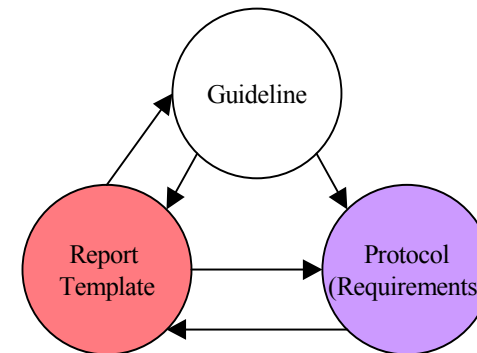 Guideline
Report
Template
Protocol
(Requirements